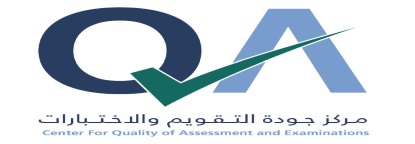 QA
مركز جودة التقويم والاختبارات
Center For Quality of Assessment and Examinations